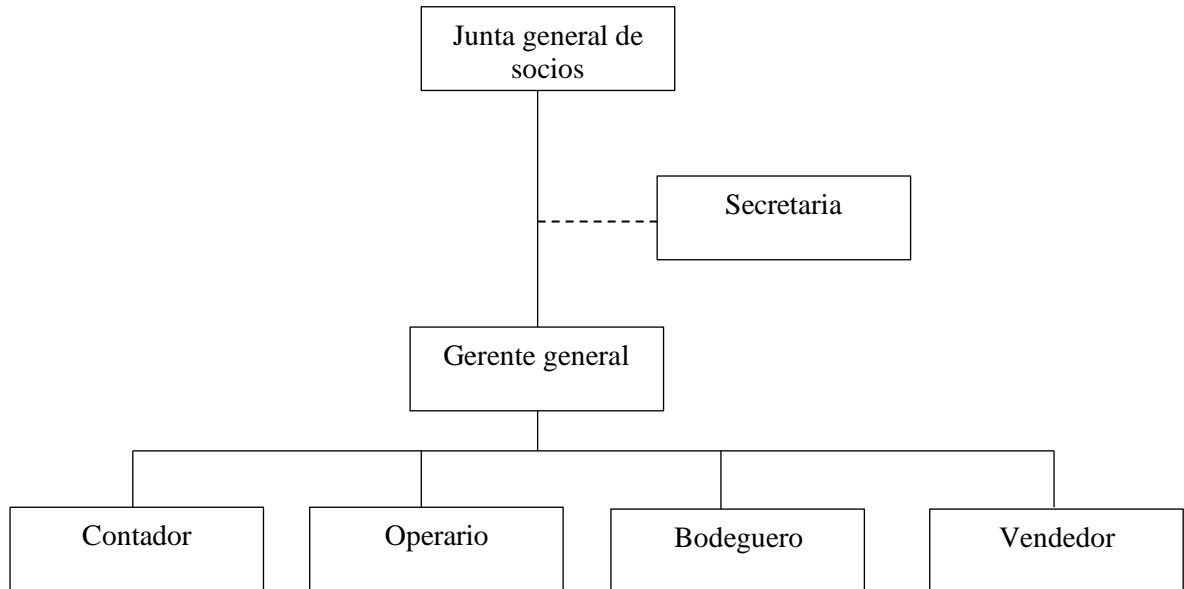 Junta general de
socios
Secretaria
Gerente general
Contador
Operario
Bodeguero
Vendedor